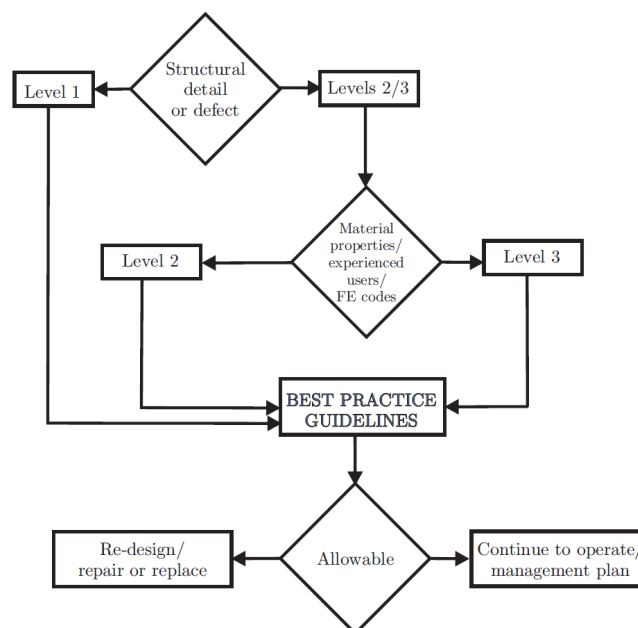 Structural
detail
or defect
Level 1
Levels 2/3
Material
properties/
experienced
users/
FE codes
Level 2
Level 3
BEST PRACTICE
GUIDELINES
Allowable
Re-design/
repair or replace
Continue to operate/
management plan